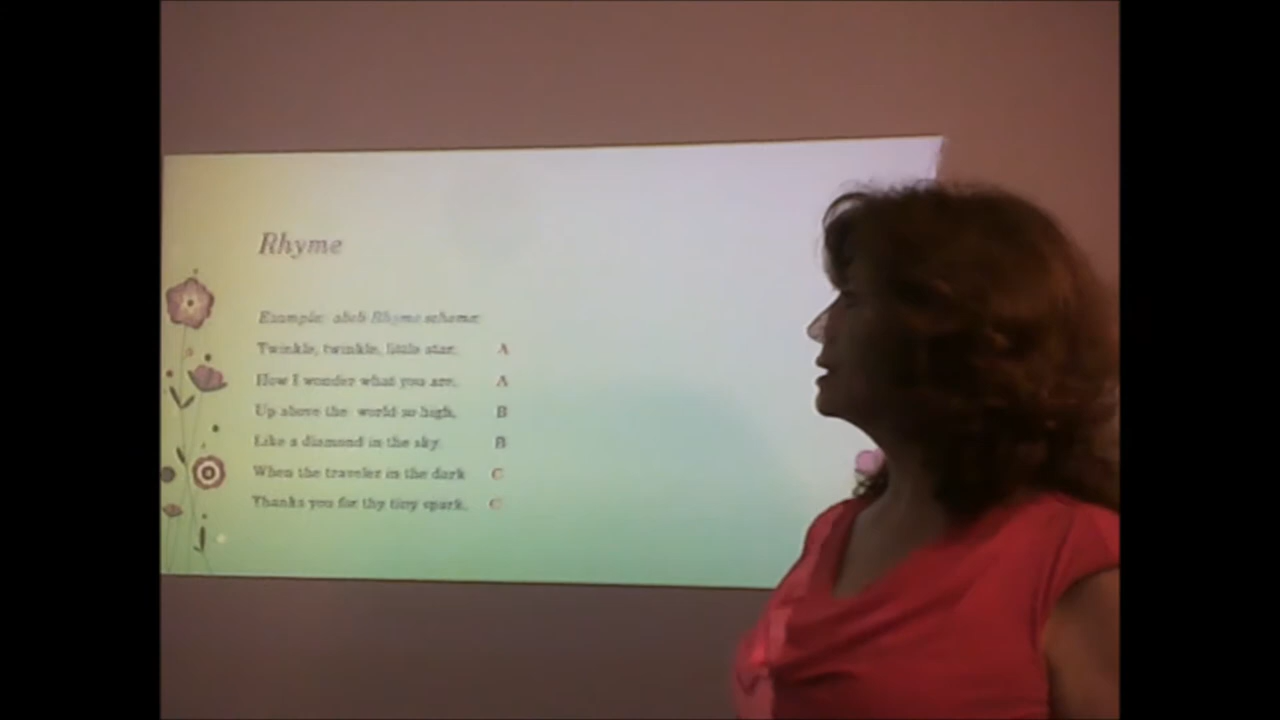 Rhyme
Example: Rhyme scheme:
Twinkle, twinkle, little star, A
How I wonder what you are, A
Up above the world so high, B
Like a diamond in the sky. B
When the traveler in the dark C
Thanks you for thy tiny spark, C